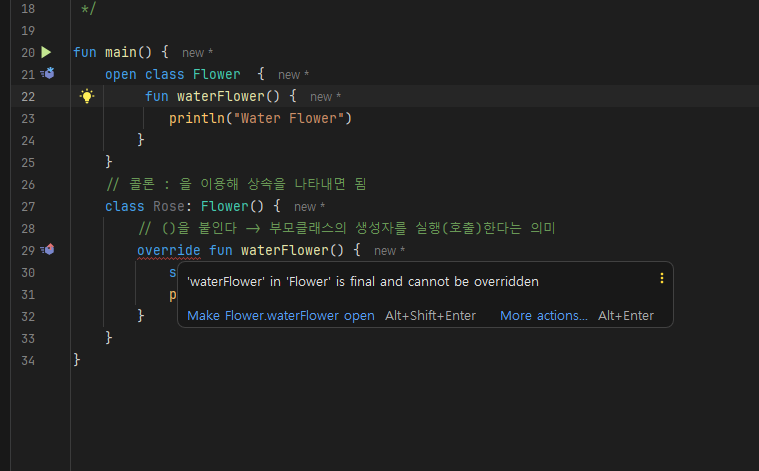 18 */
19
20 fun main() { new *
21 open class Flower { new *
22 fun waterFlower() { new *
23 println("Water Flower")
24 }
25 }
26 // 콜론 : 을 이용해 상속을 나타내면 됨
27 class Rose: Flower() { new *
28 // ()을 붙인다 -> 부모클래스의 생성자를 실행(호출)한다는 의미
29 override fun waterFlower() { new *
30 s
'waterFlower' in 'Flower' is final and cannot be overridden
31 p
Make Flower.waterFlower open Alt+Shift+Enter More actions... Alt+Enter
32 }
33 }
34 }